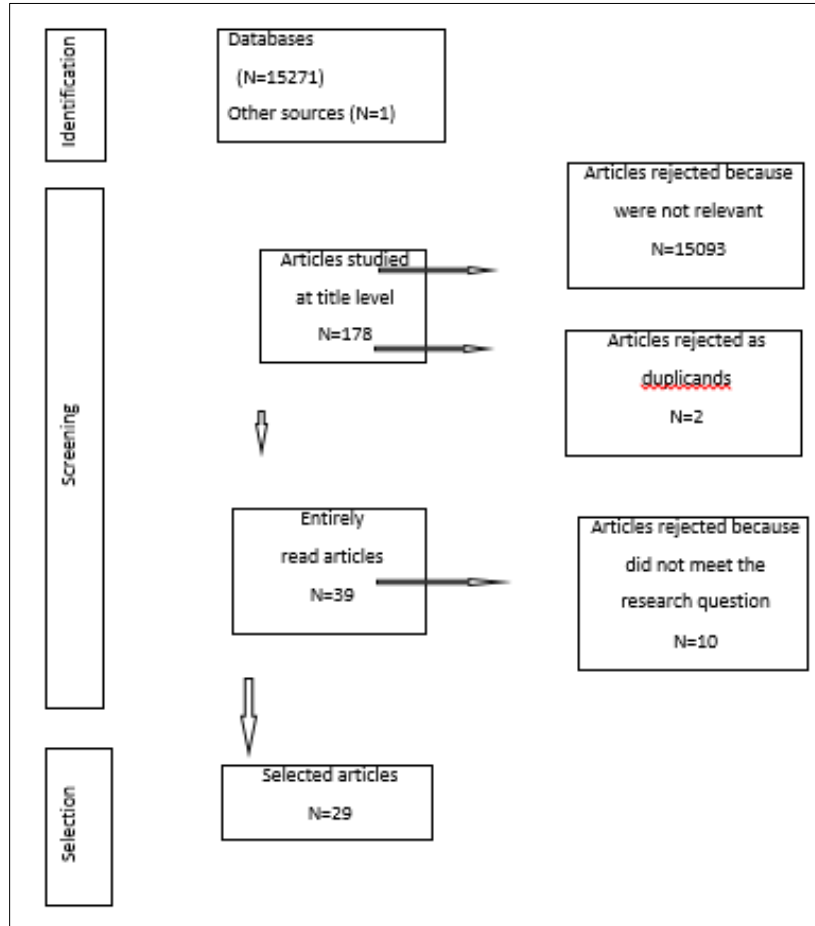 Identification
Databases
(N=15271)
Other sources (N=1)
Articles rejected because
were not relevant
N=15093
Articles studied
at title level
N=178
Articles rejected as
duplicands
N=2
Screening
Entirely
read articles
N=39
Articles rejected because
did not meet the
research question
N=10
Selection
Selected articles
N=29